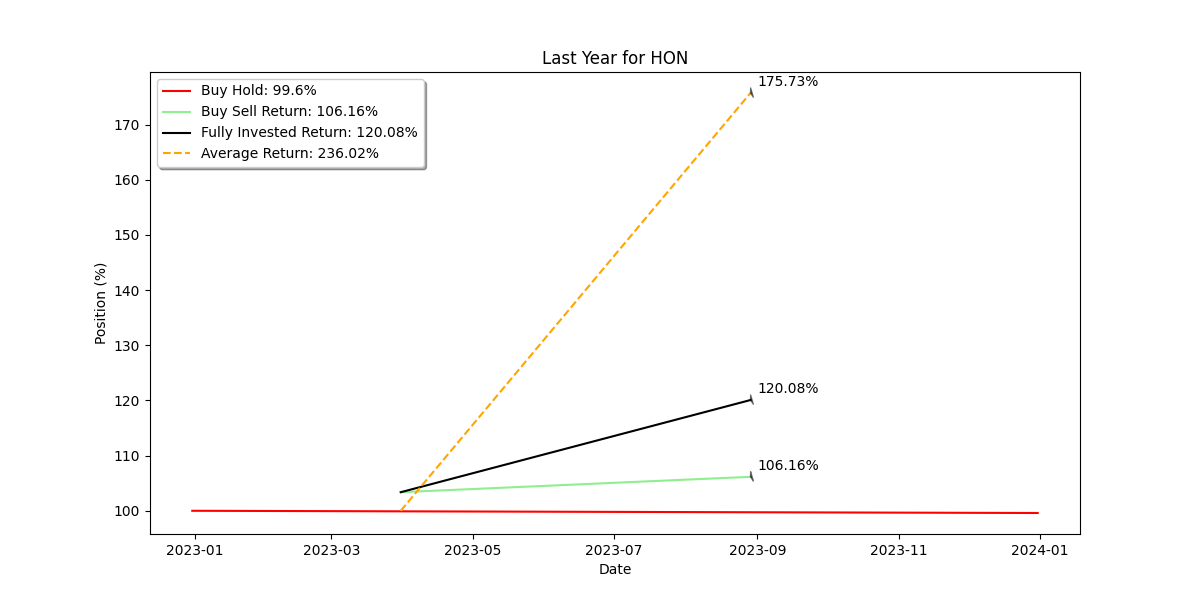 Last Year for HON
Buy Hold: 99.6%
Buy Sell Return: 106.16%
Fully Invested Return: 120.08%
Average Return: 236.02%
175.73%
120.08%
106.16%
Position (%)
170
160
150
140
130
120
110
100
2023-01 2023-03 2023-05 2023-07 2023-09 2023-11 2024-01
Date